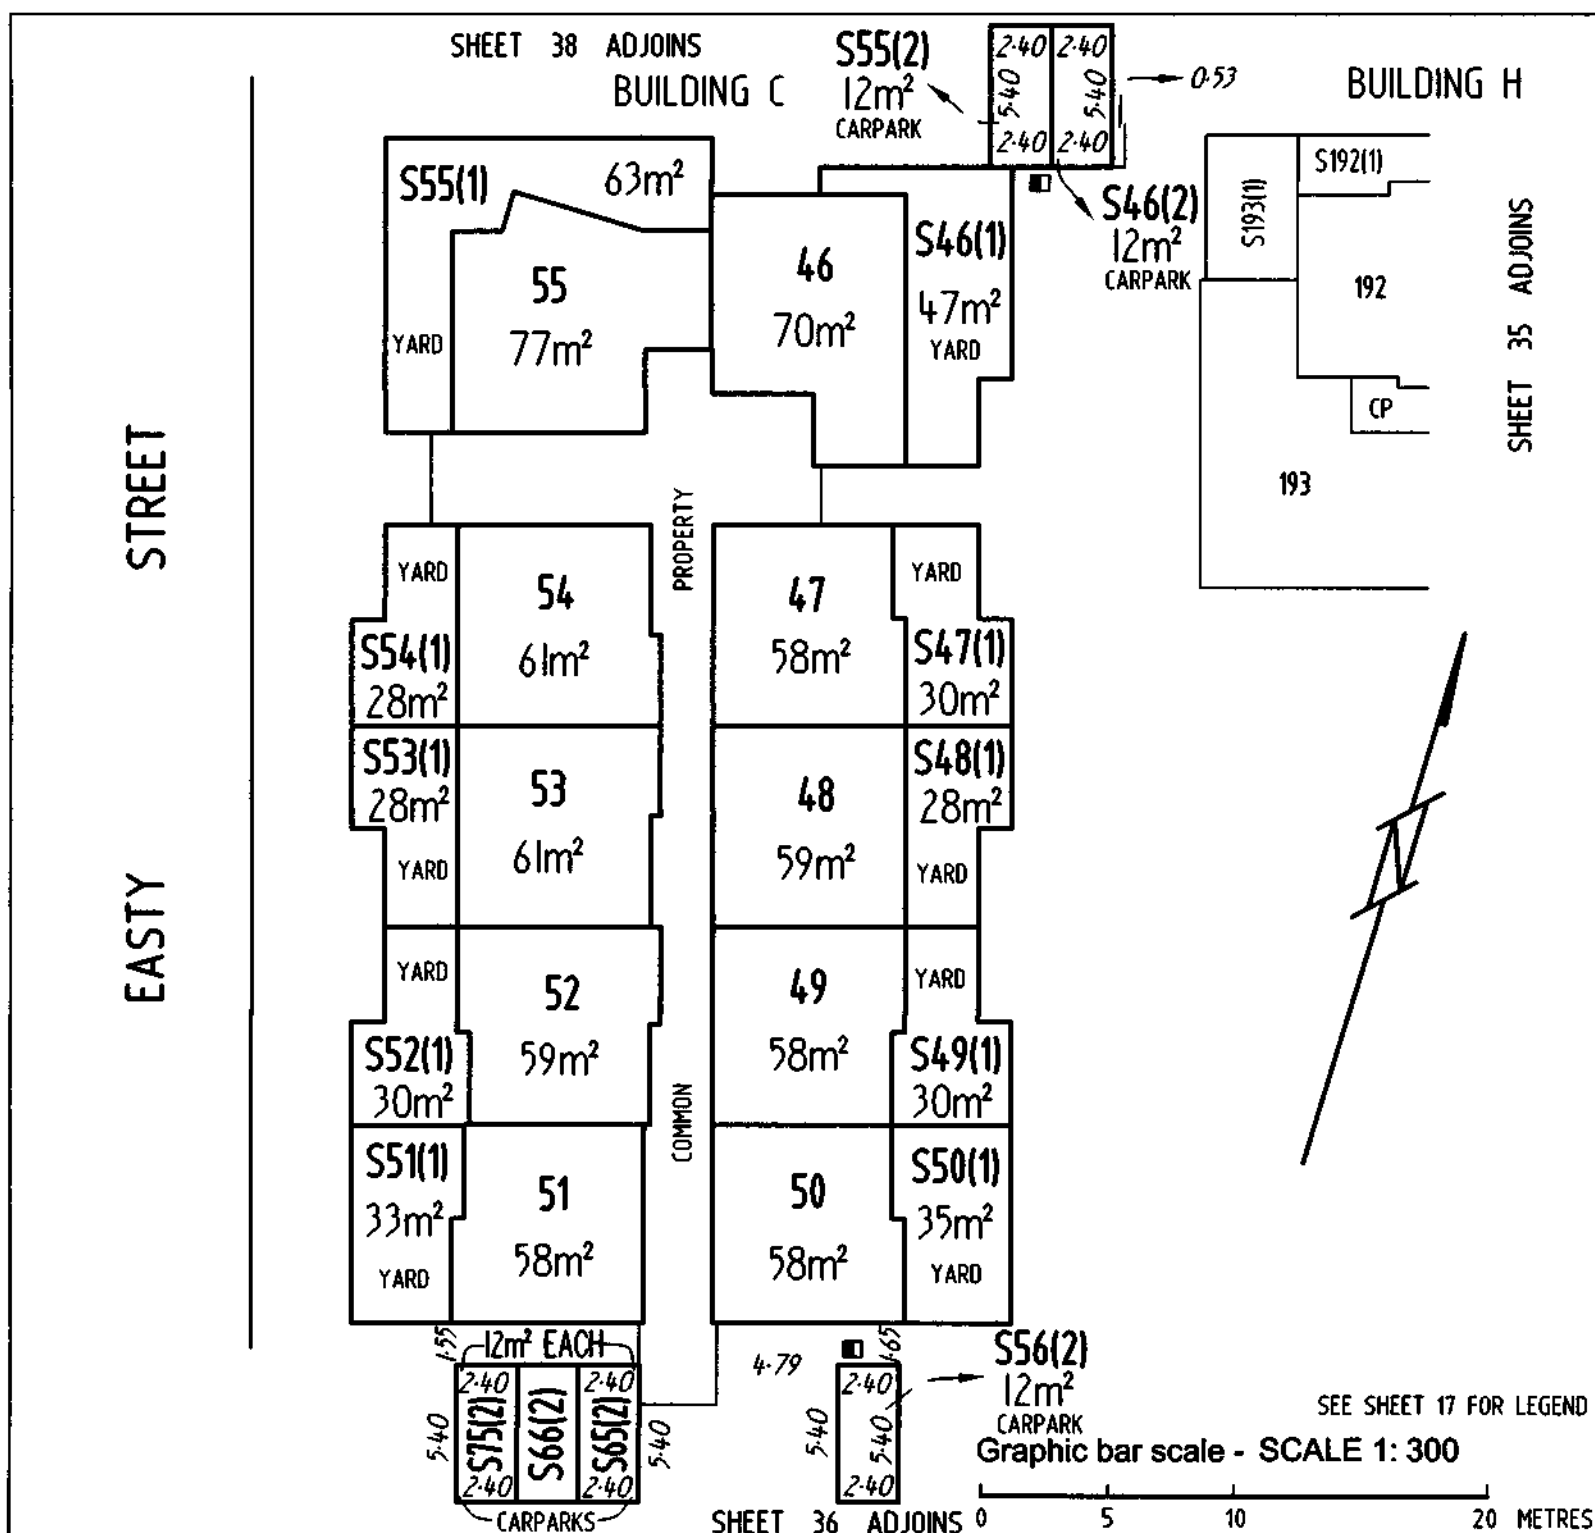 SHEET 38 ADJOINS
BUILDING C
S55(2)
12m²
CARPARK
2·40 2·40
5·40 5·40
2·40 2·40
0·53
BUILDING H
S46(2)
12m²
CARPARK
S55(1) 63m²
YARD
55
77m²
46
70m²
S46(1)
47m²
YARD
S193(1)
S192(1)
192
CP
193
SHEET 35 ADJOINS
EASTY STREET
COMMON PROPERTY
YARD
S54(1)
28m²
54
61m²
47
58m²
YARD
S47(1)
30m²
S53(1)
28m²
YARD
53
61m²
48
59m²
S48(1)
28m²
YARD
YARD
S52(1)
30m²
52
59m²
49
58m²
YARD
S49(1)
30m²
S51(1)
33m²
YARD
51
58m²
50
58m²
S50(1)
35m²
YARD
1·55
12m² EACH
2·40 2·40
5·40
S75(2)
S66(2)
S65(2)
5·40
2·40 2·40
CARPARKS
4·79
1·65
2·40
5·40
5·40
2·40
S56(2)
12m²
CARPARK
N
SEE SHEET 17 FOR LEGEND
Graphic bar scale - SCALE 1: 300
0 5 10 20 METRES
SHEET 36 ADJOINS